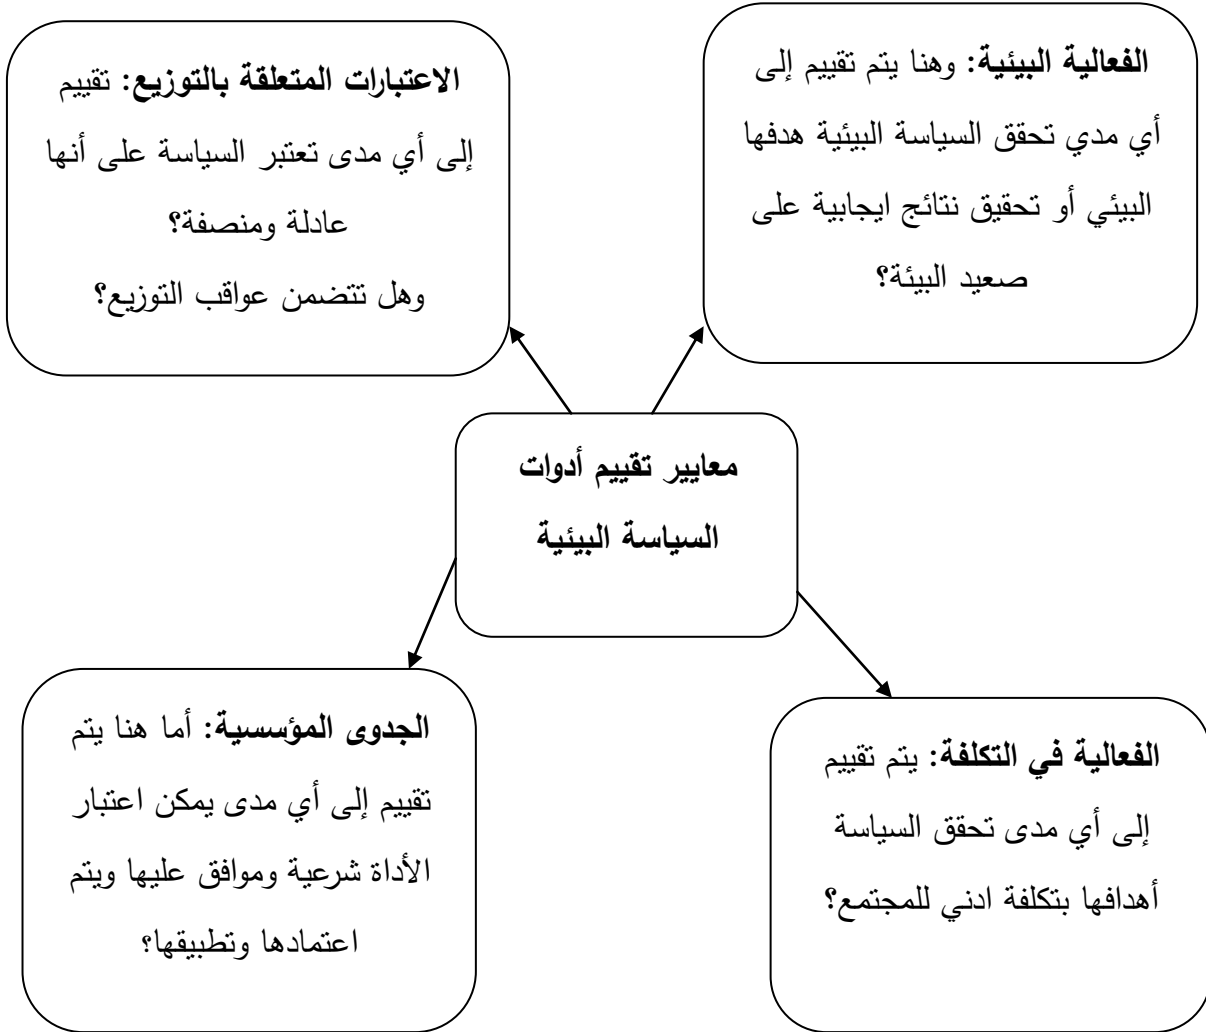 الفعالية البيئية: وهنا يتم تقييم إلى
أي مدي تحقق السياسة البيئية هدفها
البيئي أو تحقيق نتائج ايجابية على
صعيد البيئة؟
الاعتبارات المتعلقة بالتوزيع: تقييم
إلى أي مدى تعتبر السياسة على أنها
عادلة ومنصفة؟
وهل تتضمن عواقب التوزيع؟
معايير تقييم أدوات
السياسة البيئية
الفعالية في التكلفة: يتم تقييم
إلى أي مدى تحقق السياسة
أهدافها بتكلفة ادني للمجتمع؟
الجدوى المؤسسية: أما هنا يتم
تقييم إلى أي مدى يمكن اعتبار
الأداة شرعية وموافق عليها ويتم
اعتمادها وتطبيقها؟